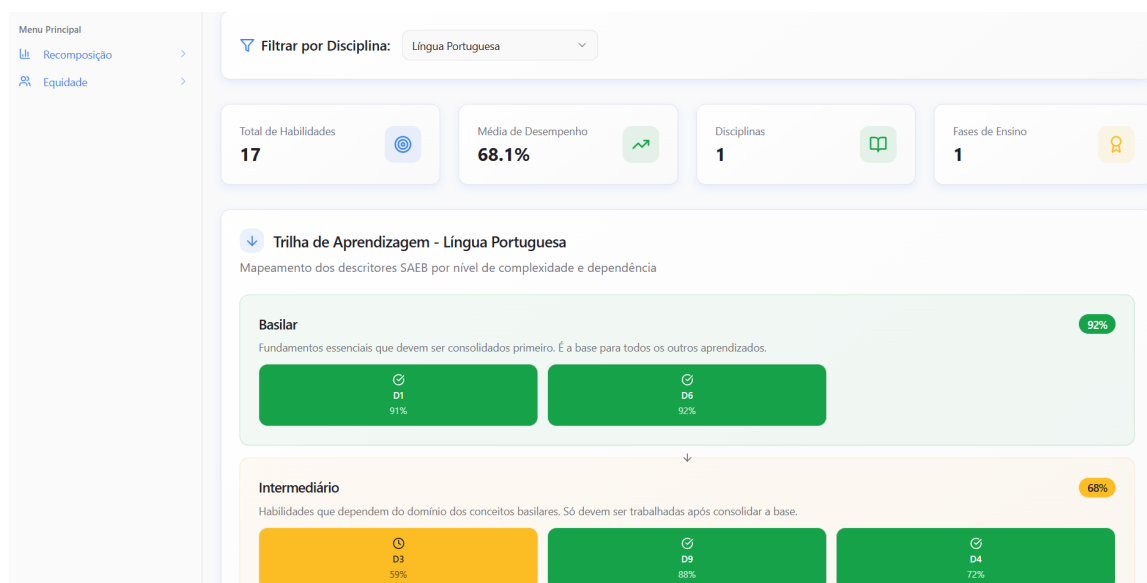 Menu Principal
Recomposição
Equidade
Filtrar por Disciplina:
Língua Portuguesa
Total de Habilidades
17
Média de Desempenho
68.1%
Disciplinas
1
Fases de Ensino
1
Trilha de Aprendizagem - Língua Portuguesa
Mapeamento dos descritores SAEB por nível de complexidade e dependência
Basilar
92%
Fundamentos essenciais que devem ser consolidados primeiro. É a base para todos os outros aprendizados.
D1
91%
D6
92%
Intermediário
68%
Habilidades que dependem do domínio dos conceitos basilares. Só devem ser trabalhadas após consolidar a base.
D3
59%
D9
88%
D4
72%